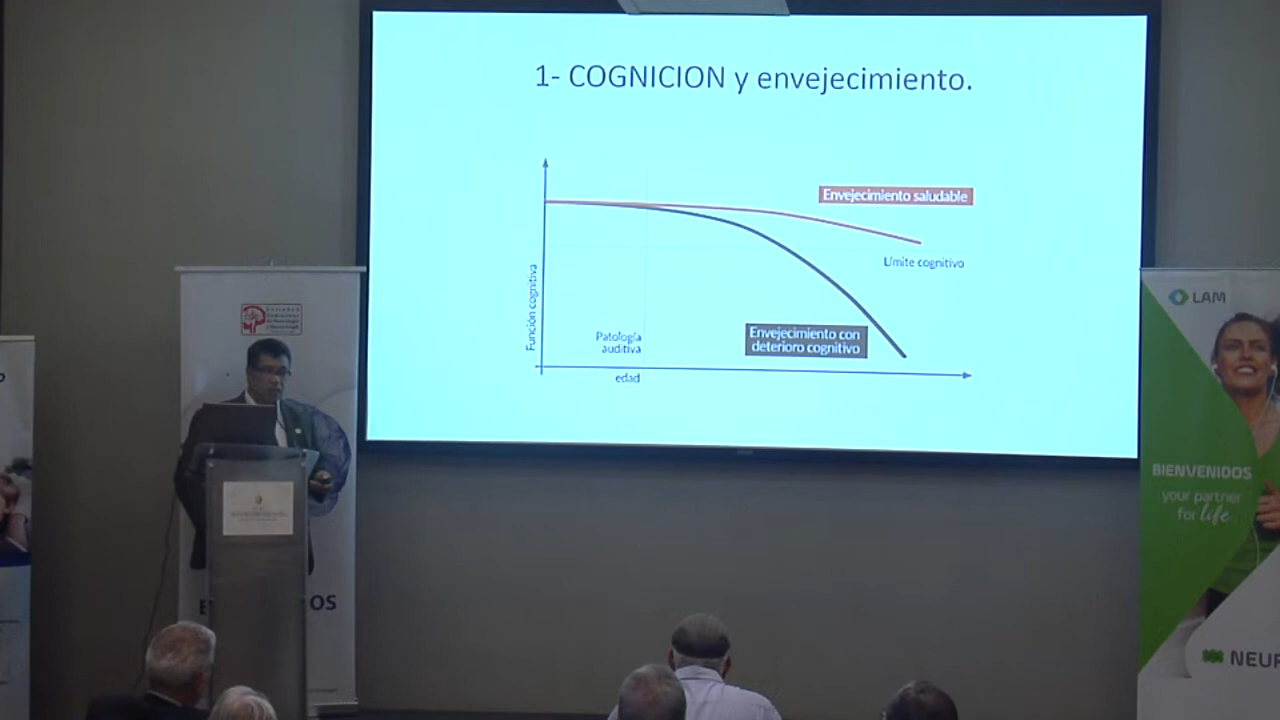 1- COGNICION y envejecimiento.
Envejecimiento saludable
Límite cognitivo
Función cognitiva
Patología
auditiva
Envejecimiento con
deterioro cognitivo
edad
LAM
BIENVENIDOS
your partner
for life
NEUR
OS